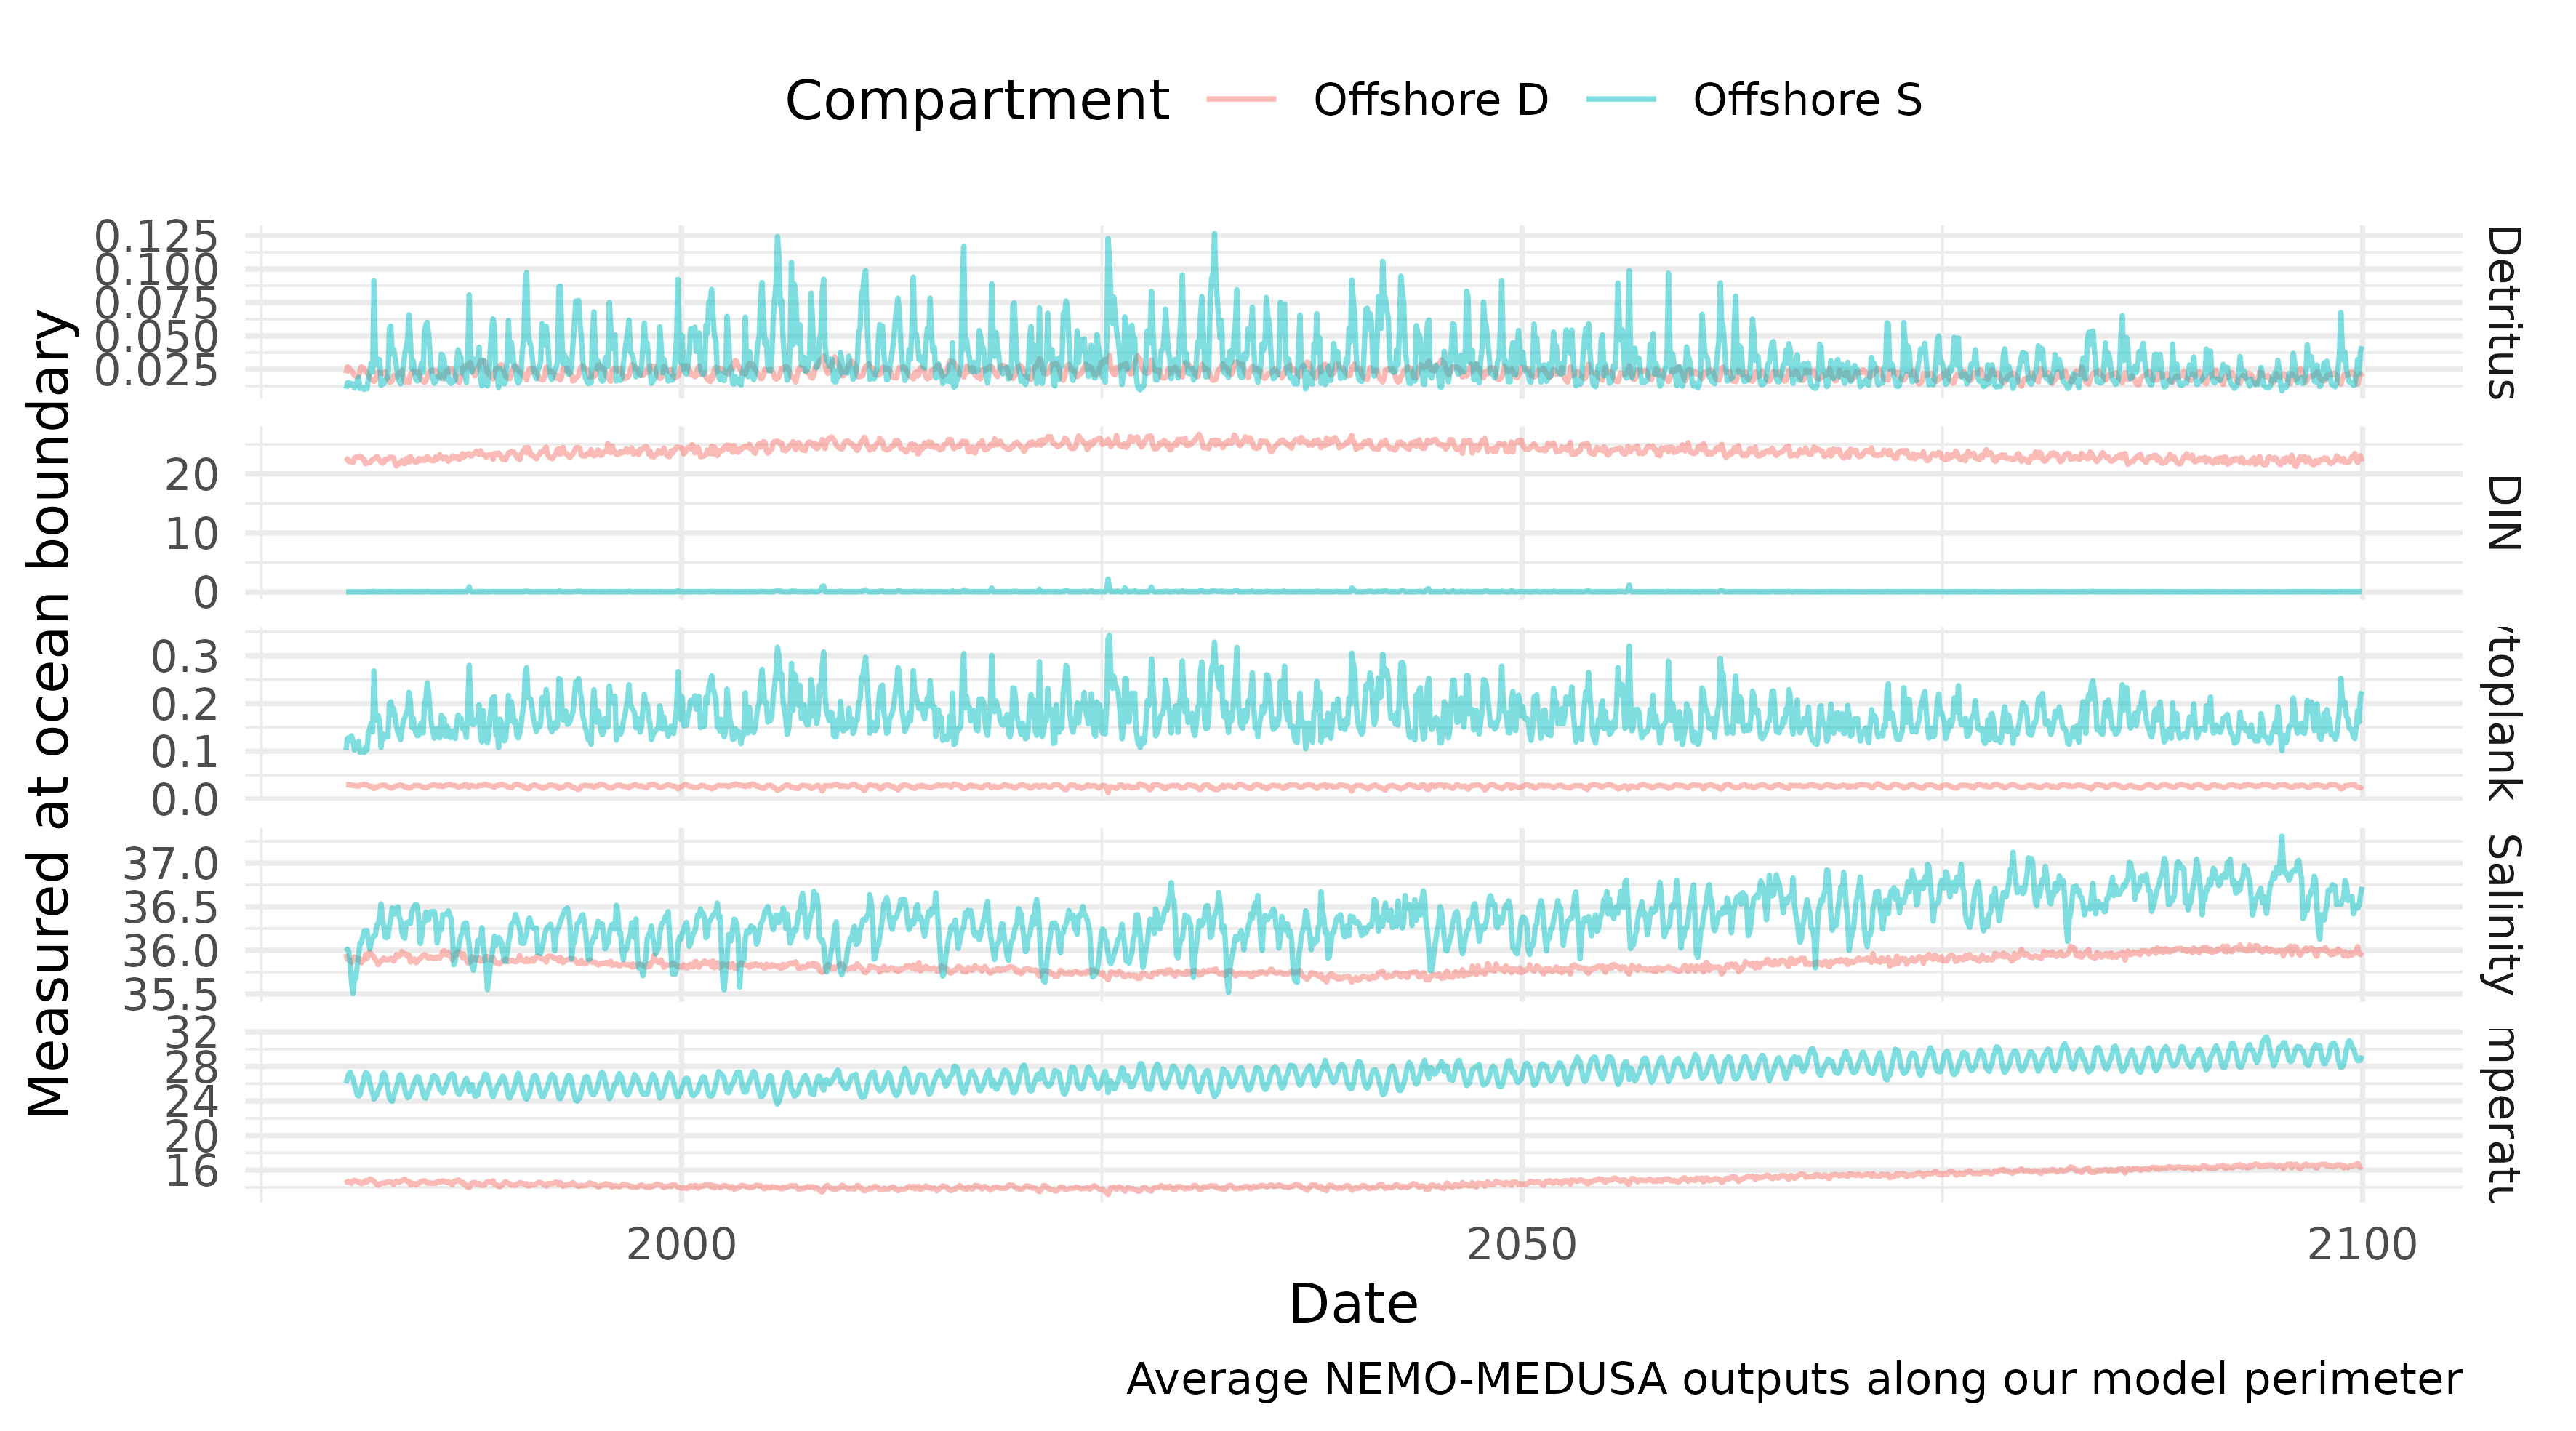 Compartment Offshore D Offshore S
Measured at ocean boundary
0.125
0.100
0.075
0.050
0.025
Detritus
20
10
0
DIN
0.3
0.2
0.1
0.0
toplank
37.0
36.5
36.0
35.5
Salinity
32
28
24
20
16
mperatu
2000 2050 2100
Date
Average NEMO-MEDUSA outputs along our model perimeter